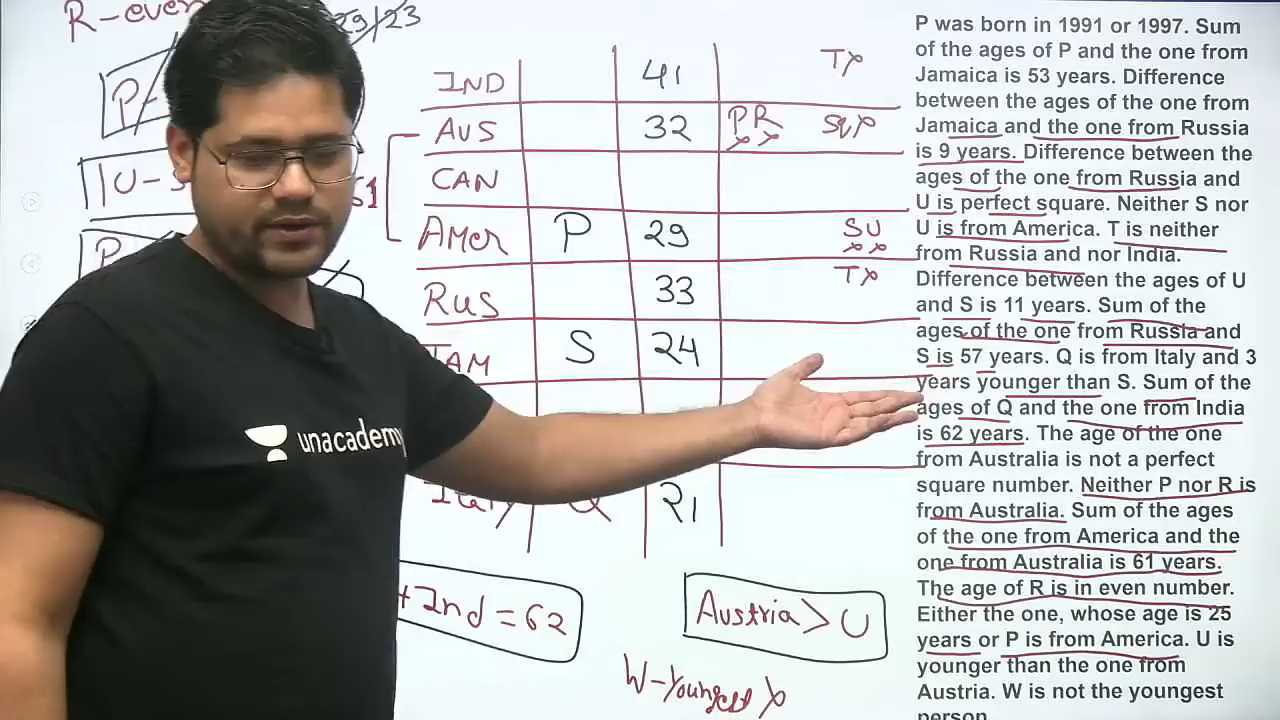 R-even
29/23
P-
U-S
51
P
IND 41 Tx
AUS 32 PR xx Sqx
CAN
Amer P 29 SU xx
Rus 33 Tx
JAM S 24
Italy Q 21
+Ind = 62
Austria > U
W-youngest x
unacademy
P was born in 1991 or 1997. Sum
of the ages of P and the one from
Jamaica is 53 years. Difference
between the ages of the one from
Jamaica and the one from Russia
is 9 years. Difference between the
ages of the one from Russia and
U is perfect square. Neither S nor
U is from America. T is neither
from Russia and nor India.
Difference between the ages of U
and S is 11 years. Sum of the
ages of the one from Russia and
S is 57 years. Q is from Italy and 3
years younger than S. Sum of the
ages of Q and the one from India
is 62 years. The age of the one
from Australia is not a perfect
square number. Neither P nor R is
from Australia. Sum of the ages
of the one from America and the
one from Australia is 61 years.
The age of R is in even number.
Either the one, whose age is 25
years or P is from America. U is
younger than the one from
Austria. W is not the youngest
person.